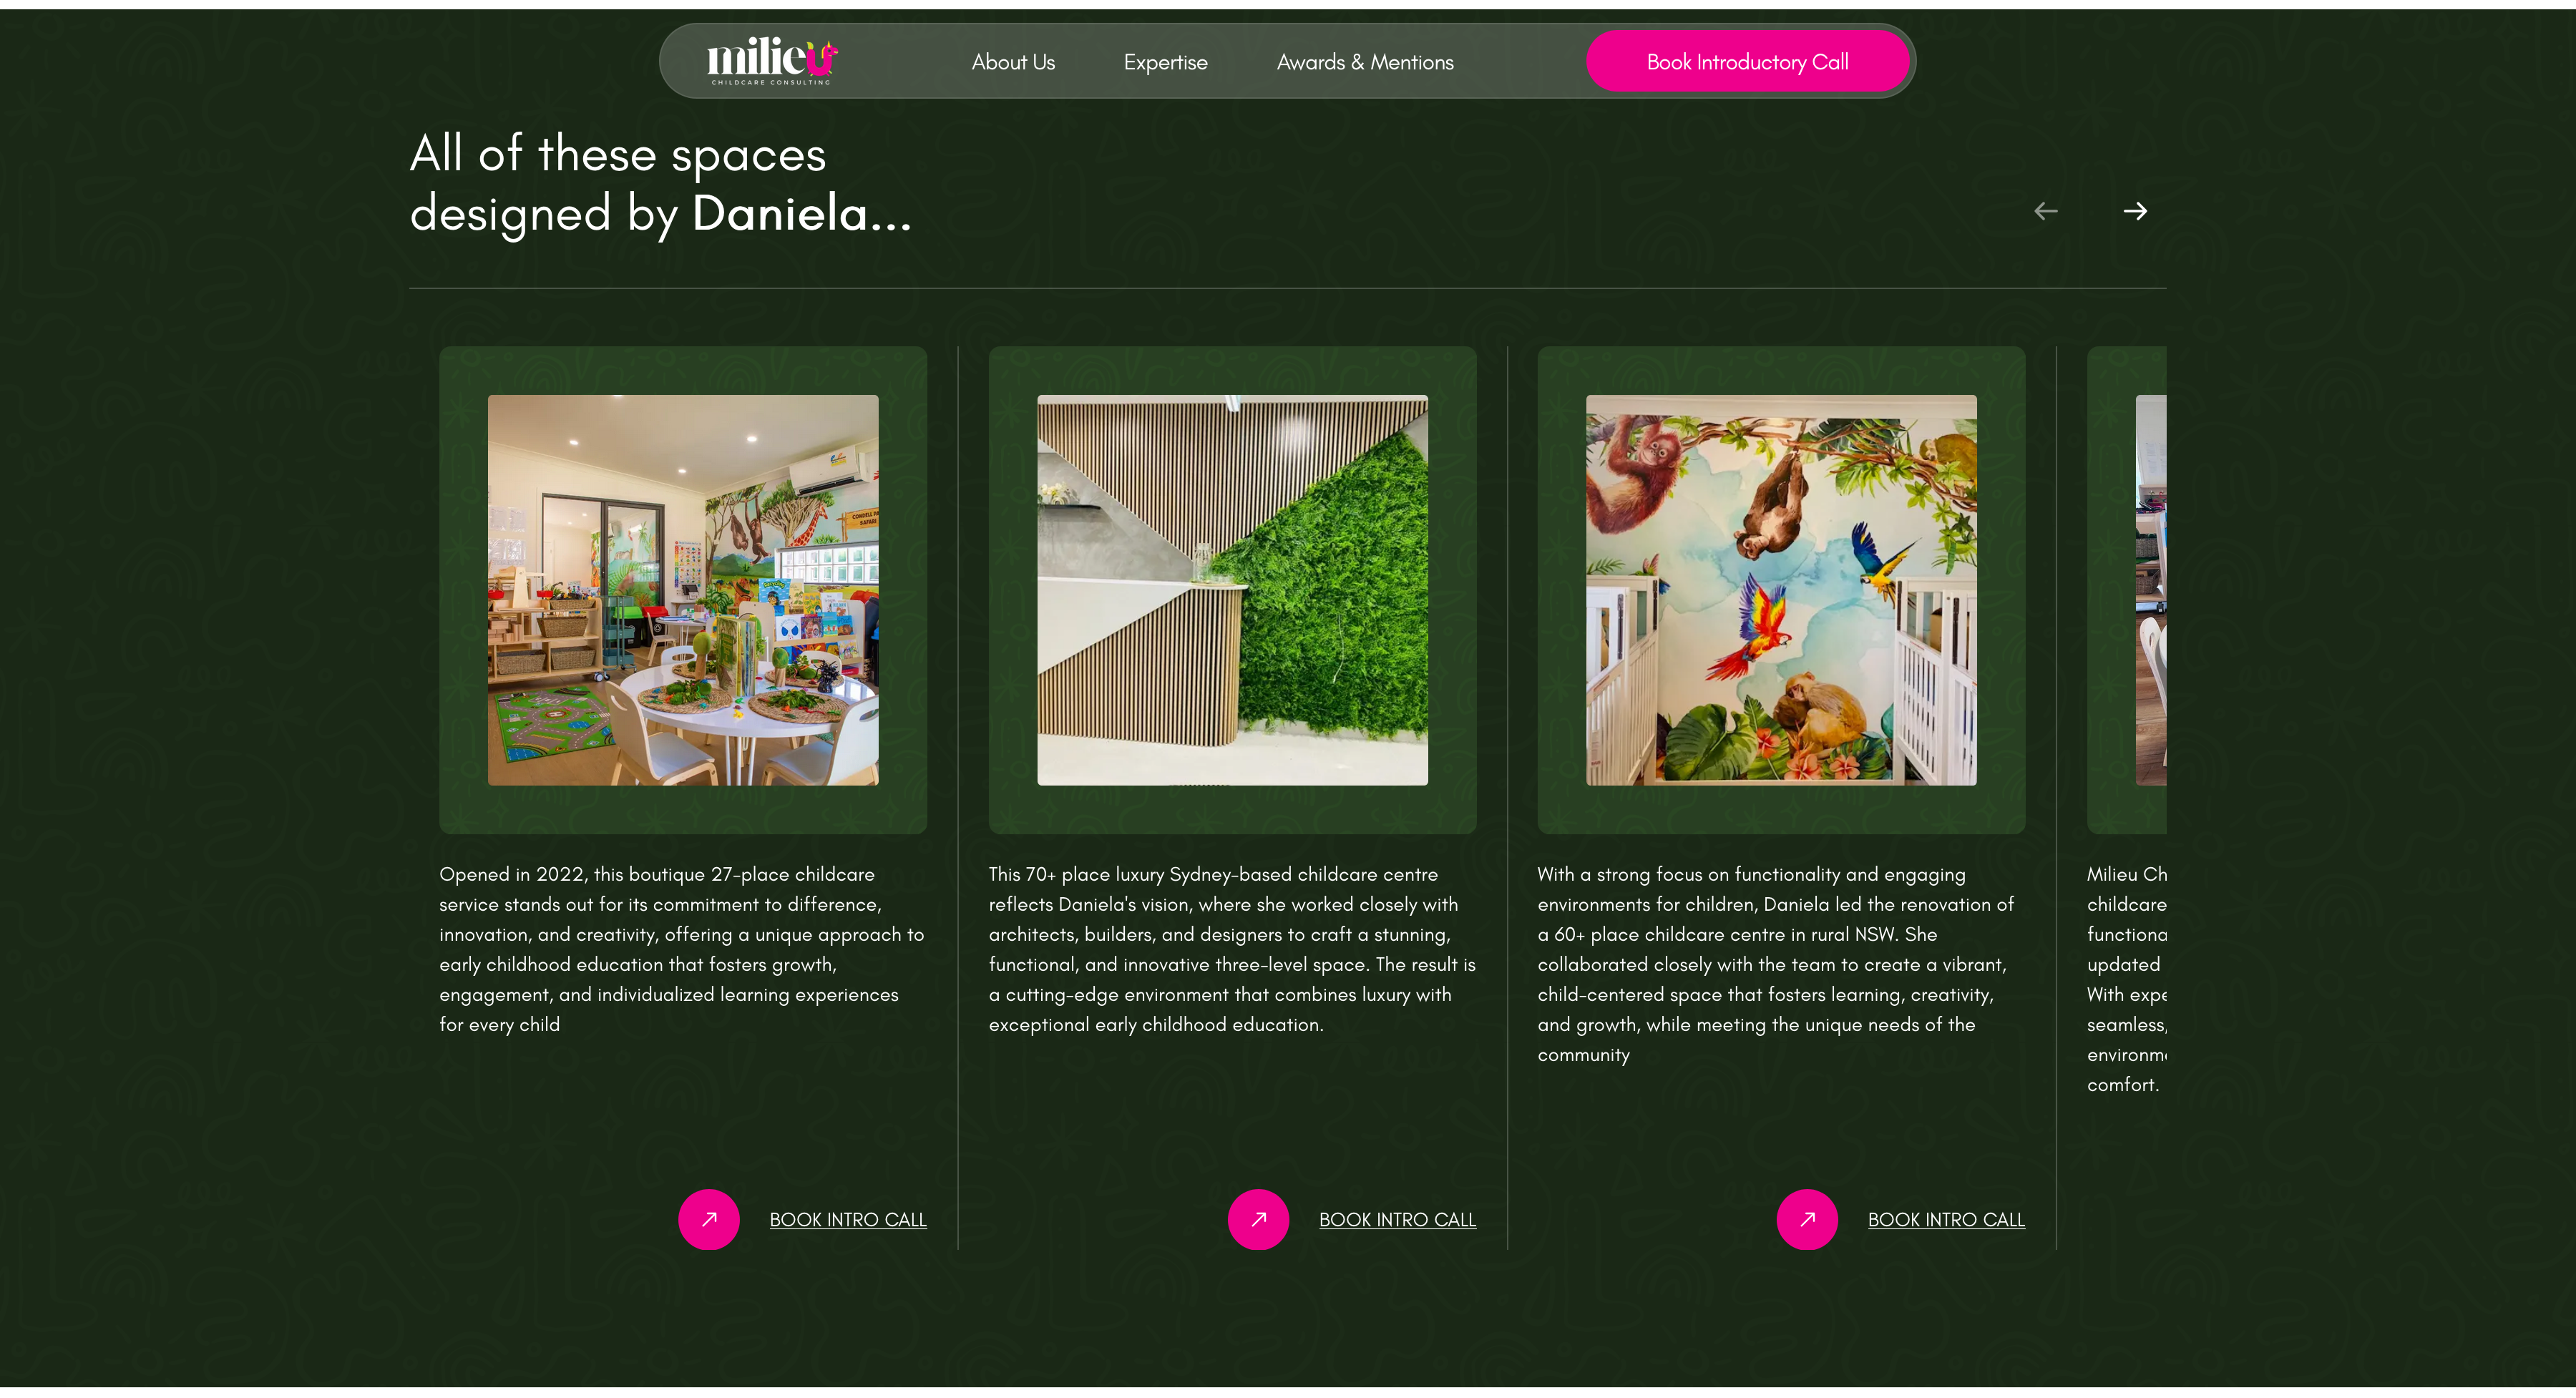 milieu
CHILDCARE CONSULTING
About Us
Expertise
Awards & Mentions
Book Introductory Call
All of these spaces
designed by Daniela...
CONDELL PA
SAFARI
Opened in 2022, this boutique 27-place childcare
service stands out for its commitment to difference,
innovation, and creativity, offering a unique approach to
early childhood education that fosters growth,
engagement, and individualized learning experiences
for every child
BOOK INTRO CALL
This 70+ place luxury Sydney-based childcare centre
reflects Daniela's vision, where she worked closely with
architects, builders, and designers to craft a stunning,
functional, and innovative three-level space. The result is
a cutting-edge environment that combines luxury with
exceptional early childhood education.
BOOK INTRO CALL
With a strong focus on functionality and engaging
environments for children, Daniela led the renovation of
a 60+ place childcare centre in rural NSW. She
collaborated closely with the team to create a vibrant,
child-centered space that fosters learning, creativity,
and growth, while meeting the unique needs of the
community
BOOK INTRO CALL
Milieu Ch
childcare
functiona
updated
With expe
seamless,
environme
comfort.